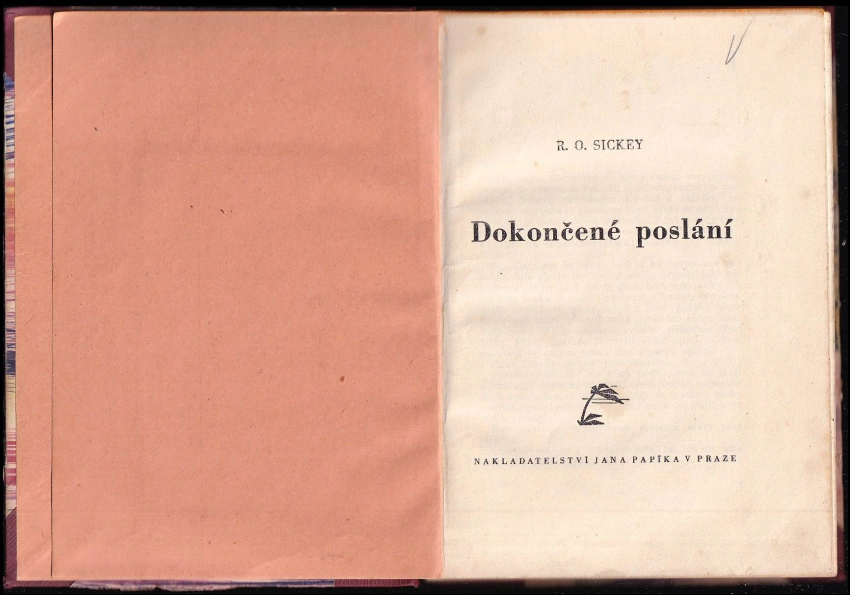 R. O. SICKEY
Dokončené poslání
NAKLADATELSTVÍ JANA PAPÍKA V PRAZE